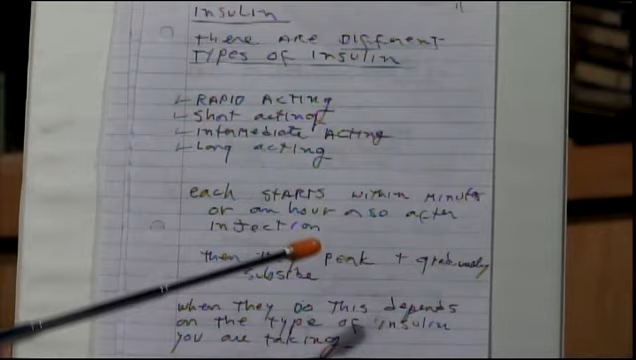 INSULIN
There ARE Different
Types of insulin
RAPID ACTING
Short acting
intermediate ACTING
Long acting
each STARTS within Minute
or an hour or so after
injection
then peak + gradually
subside
when They Do This depends
on the type of insulin
you are taking